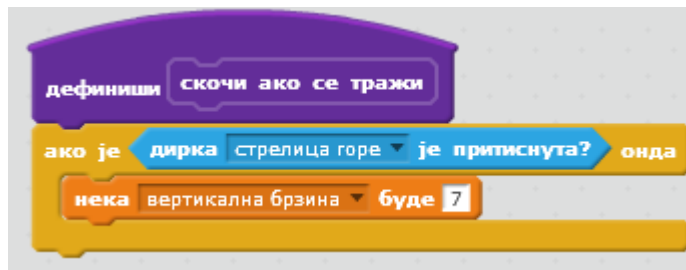 дефиниши скочи ако се тражи
ако је дирка стрелица горе је притиснута? онда
нека вертикална брзина буде 7